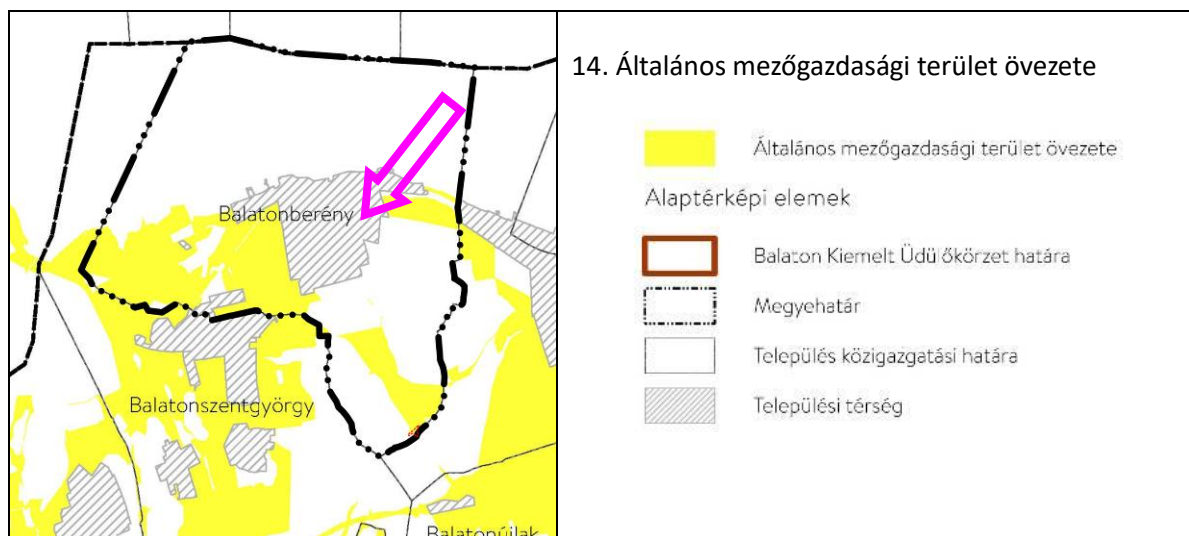 14. Általános mezőgazdasági terület övezete
Általános mezőgazdasági terület övezete
Alaptérképi elemek
Balaton Kiemelt Üdülőkörzet határa
Megyehatár
Település közigazgatási határa
Települési térség
Balatonberény
Balatonszentgyörgy
Balatonújlak